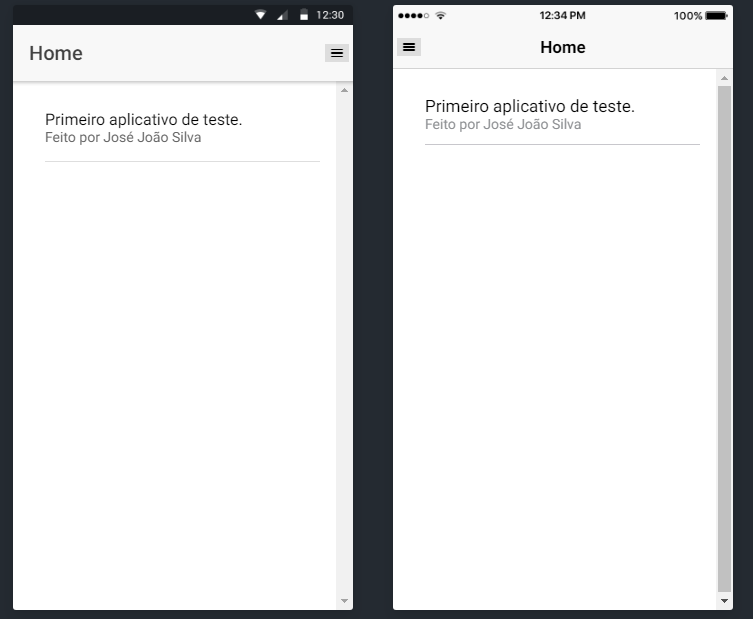 12:30
Home
Primeiro aplicativo de teste.
Feito por José João Silva
12:34 PM
100%
Home
Primeiro aplicativo de teste.
Feito por José João Silva